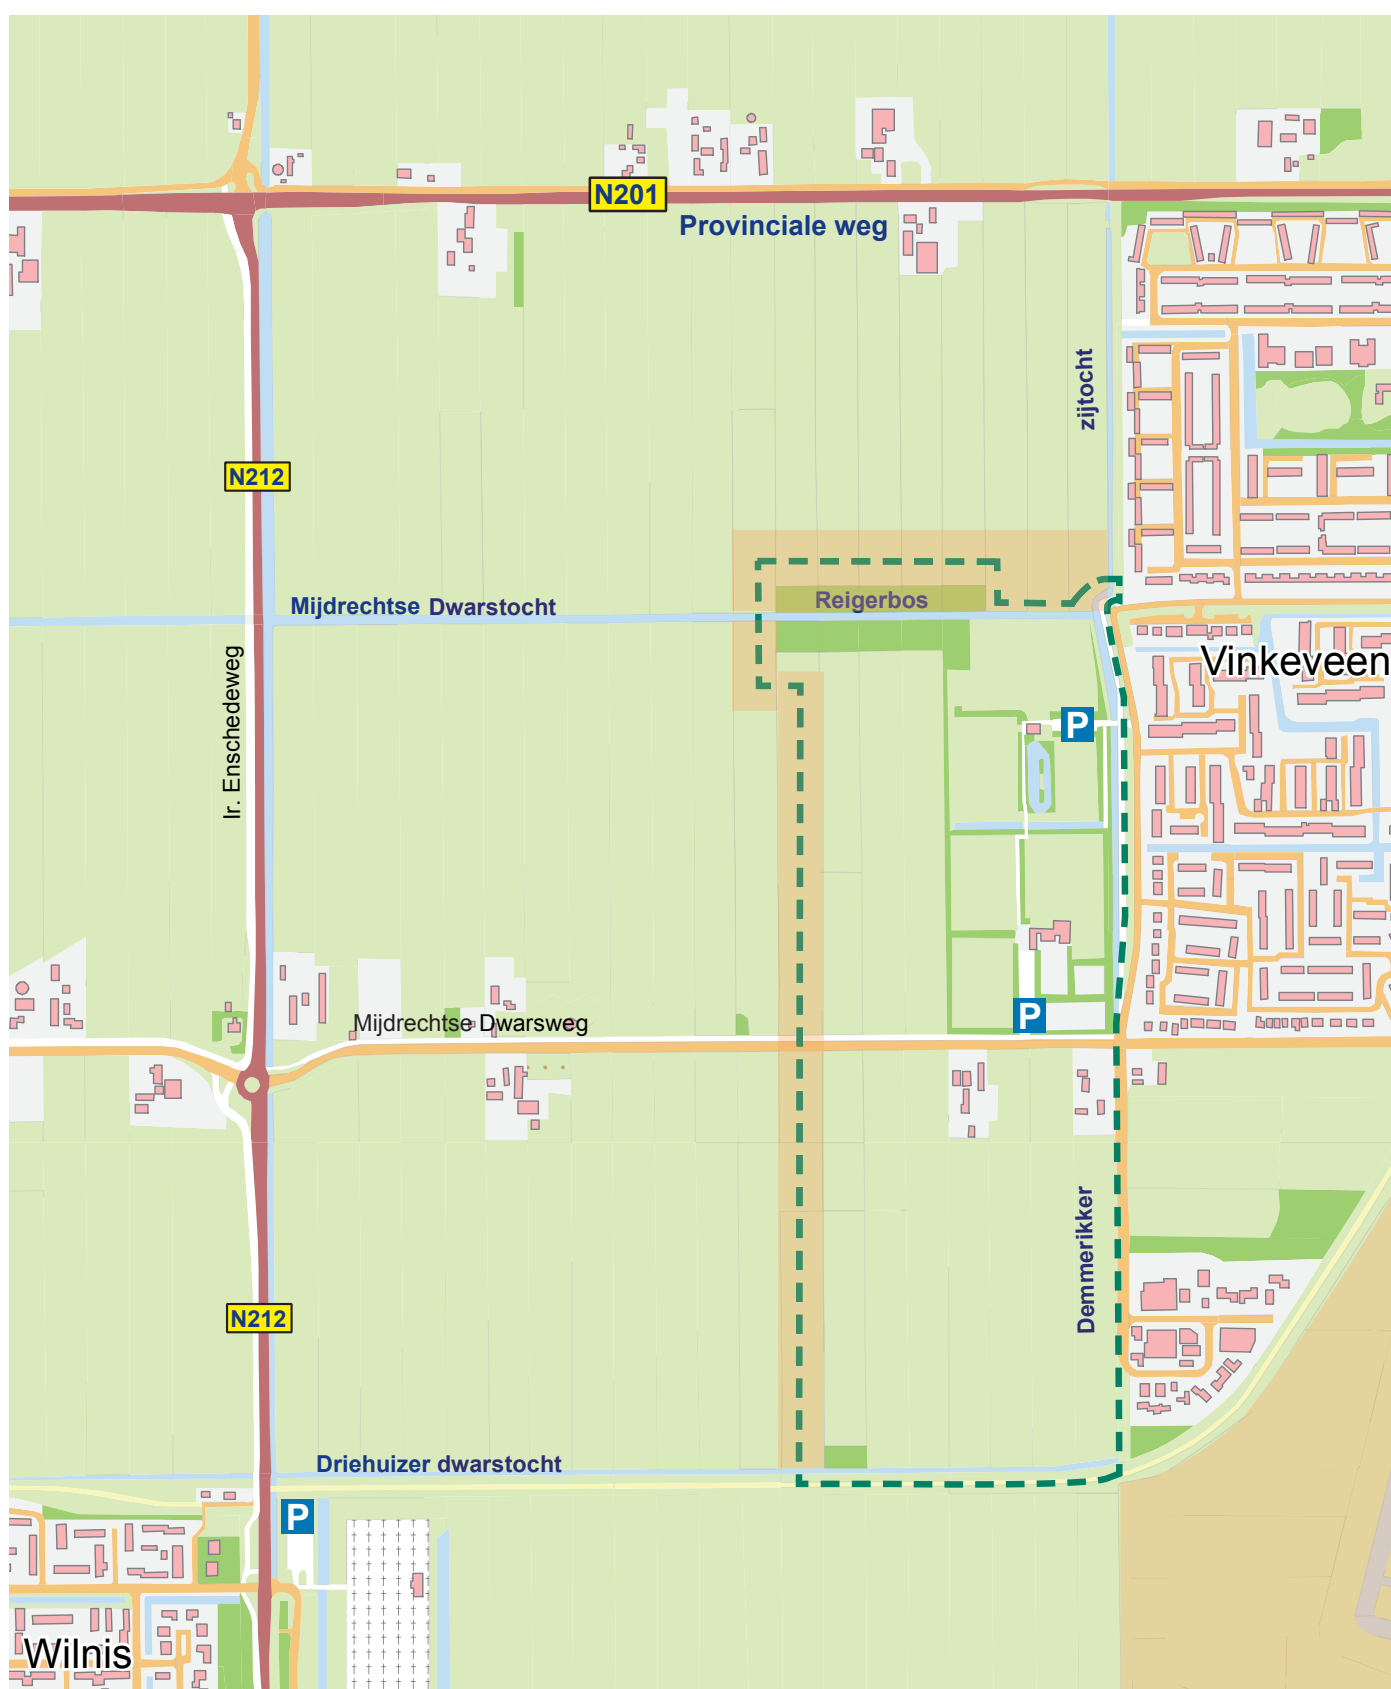 N201
Provinciale weg
zijtocht
N212
Mijdrechtse Dwarstocht
Reigerbos
Ir. Enschedeweg
Vinkeveen
P
P
Mijdrechtse Dwarsweg
Demmerikker
N212
Driehuizer dwarstocht
P
Wilnis